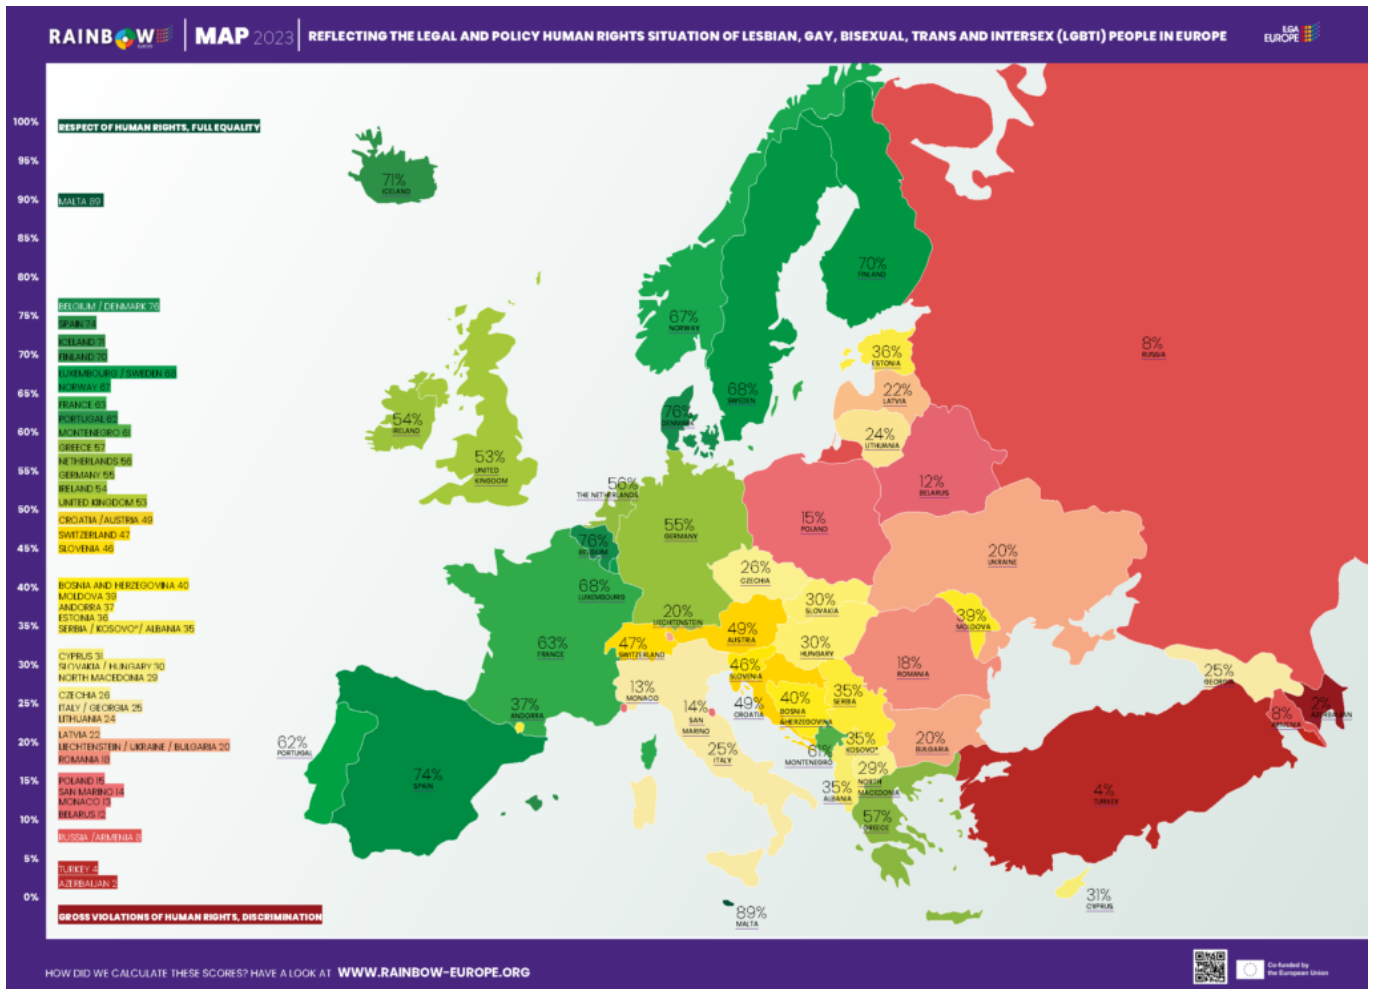 RAINBOW EUROPE | MAP 2023 | REFLECTING THE LEGAL AND POLICY HUMAN RIGHTS SITUATION OF LESBIAN, GAY, BISEXUAL, TRANS AND INTERSEX (LGBTI) PEOPLE IN EUROPE
ILGA EUROPE
100%
RESPECT OF HUMAN RIGHTS, FULL EQUALITY
95%
90%
MALTA 89
85%
80%
BELGIUM / DENMARK 76
75%
SPAIN 74
ICELAND 71
70%
FINLAND 70
LUXEMBOURG / SWEDEN 68
NORWAY 67
65%
FRANCE 63
PORTUGAL 62
MONTENEGRO 61
60%
GREECE 57
NETHERLANDS 56
GERMANY 55
55%
IRELAND 54
UNITED KINGDOM 53
50%
CROATIA /AUSTRIA 49
SWITZERLAND 47
SLOVENIA 46
45%
BOSNIA AND HERZEGOVINA 40
40%
MOLDOVA 39
ANDORRA 37
ESTONIA 36
SERBIA / KOSOVO*/ ALBANIA 35
35%
CYPRUS 31
SLOVAKIA / HUNGARY 30
30%
NORTH MACEDONIA 29
CZECHIA 26
ITALY / GEORGIA 25
25%
LITHUANIA 24
LATVIA 22
LIECHTENSTEIN / UKRAINE / BULGARIA 20
20%
ROMANIA 18
POLAND 15
15%
SAN MARINO 14
MONACO 13
BELARUS 12
10%
RUSSIA /ARMENIA 8
5%
TURKEY 4
AZERBAIJAN 2
0%
GROSS VIOLATIONS OF HUMAN RIGHTS, DISCRIMINATION
71%
ICELAND
70%
FINLAND
67%
NORWAY
68%
SWEDEN
8%
RUSSIA
36%
ESTONIA
22%
LATVIA
24%
LITHUANIA
76%
DENMARK
54%
IRELAND
53%
UNITED
KINGDOM
56%
THE NETHERLANDS
12%
BELARUS
15%
POLAND
55%
GERMANY
76%
BELGIUM
20%
UKRAINE
26%
CZECHIA
68%
LUXEMBOURG
30%
SLOVAKIA
20%
LIECHTENSTEIN
39%
MOLDOVA
49%
AUSTRIA
63%
FRANCE
47%
SWITZERLAND
30%
HUNGARY
46%
SLOVENIA
18%
ROMANIA
25%
GEORGIA
13%
MONACO
14%
SAN
MARINO
49%
CROATIA
40%
BOSNIA
&HERZEGOVINA
35%
SERBIA
37%
ANDORRA
8%
ARMENIA
2%
AZERBAIJAN
62%
PORTUGAL
35%
KOSOVO*
20%
BULGARIA
61%
MONTENEGRO
25%
ITALY
74%
SPAIN
29%
NORTH
MACEDONIA
35%
ALBANIA
4%
TURKEY
57%
GREECE
31%
CYPRUS
89%
MALTA
HOW DID WE CALCULATE THESE SCORES? HAVE A LOOK AT WWW.RAINBOW-EUROPE.ORG
Co-funded by
the European Union